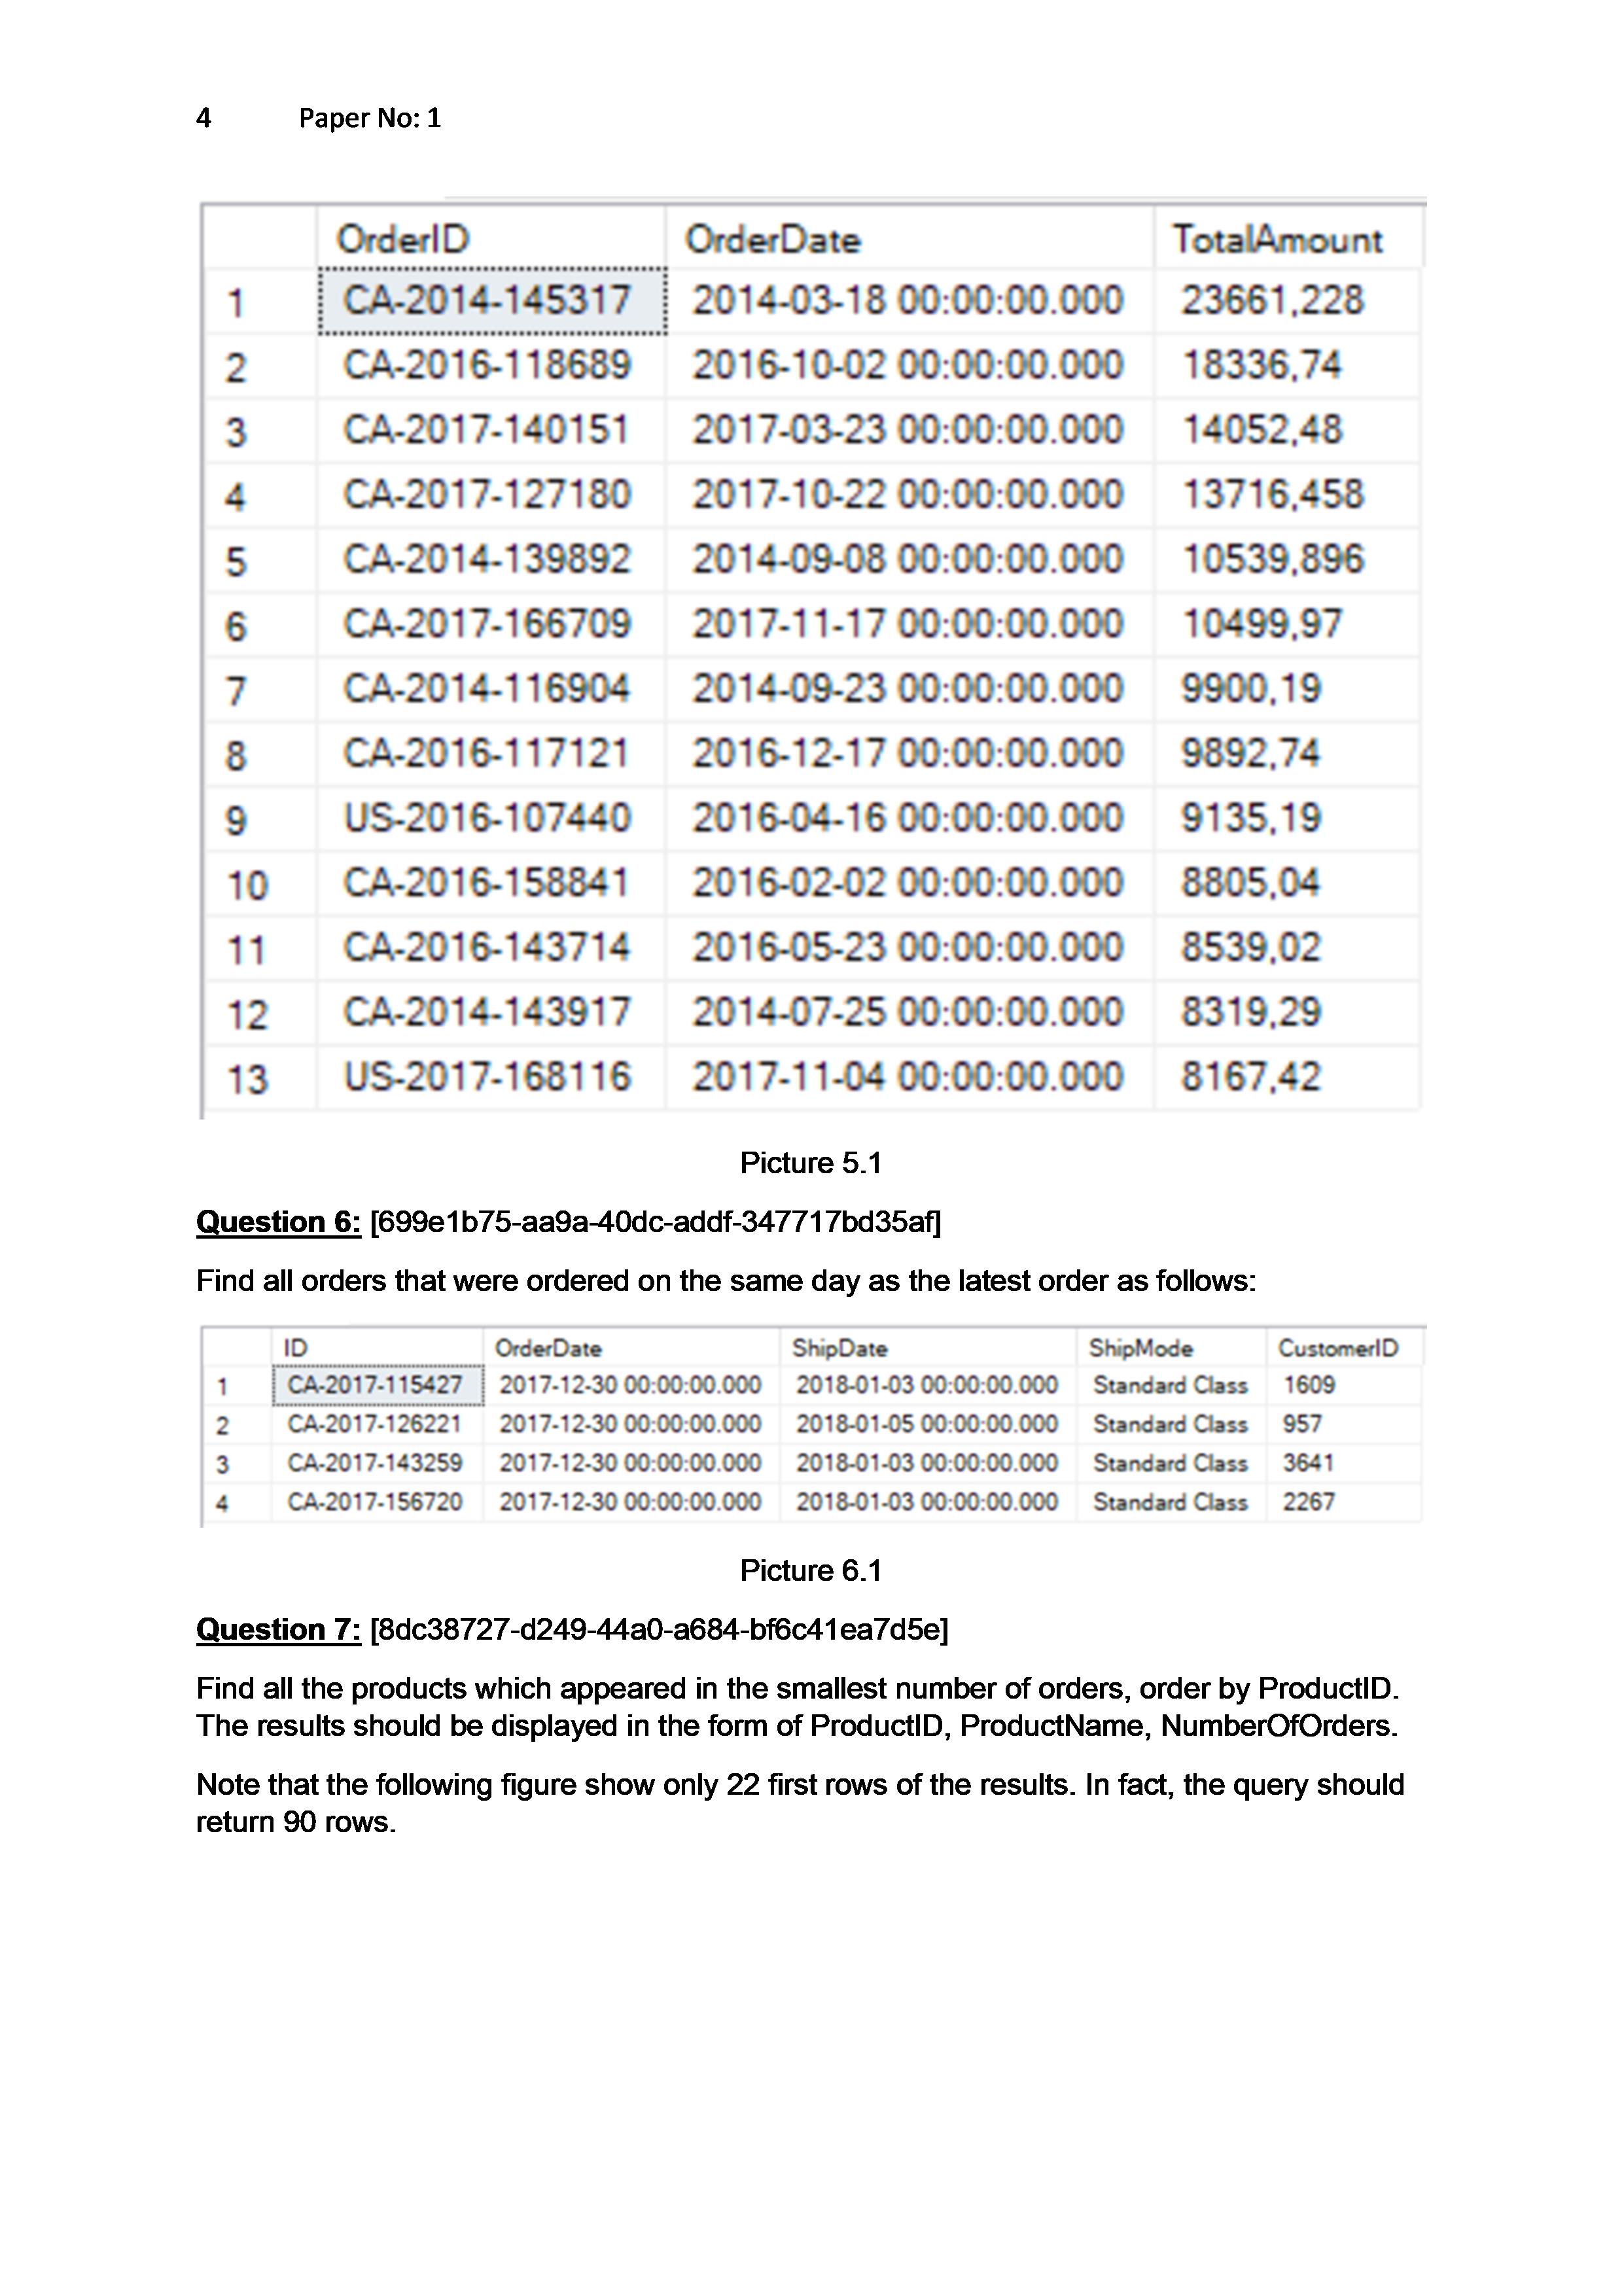 4 Paper No: 1
OrderID OrderDate TotalAmount
1 CA-2014-145317 2014-03-18 00:00:00.000 23661,228
2 CA-2016-118689 2016-10-02 00:00:00.000 18336,74
3 CA-2017-140151 2017-03-23 00:00:00.000 14052,48
4 CA-2017-127180 2017-10-22 00:00:00.000 13716,458
5 CA-2014-139892 2014-09-08 00:00:00.000 10539,896
6 CA-2017-166709 2017-11-17 00:00:00.000 10499,97
7 CA-2014-116904 2014-09-23 00:00:00.000 9900,19
8 CA-2016-117121 2016-12-17 00:00:00.000 9892,74
9 US-2016-107440 2016-04-16 00:00:00.000 9135,19
10 CA-2016-158841 2016-02-02 00:00:00.000 8805,04
11 CA-2016-143714 2016-05-23 00:00:00.000 8539,02
12 CA-2014-143917 2014-07-25 00:00:00.000 8319,29
13 US-2017-168116 2017-11-04 00:00:00.000 8167,42
Picture 5.1
Question 6: [699e1b75-aa9a-40dc-addf-347717bd35af]
Find all orders that were ordered on the same day as the latest order as follows:
ID OrderDate ShipDate ShipMode CustomerID
1 CA-2017-115427 2017-12-30 00:00:00.000 2018-01-03 00:00:00.000 Standard Class 1609
2 CA-2017-126221 2017-12-30 00:00:00.000 2018-01-05 00:00:00.000 Standard Class 957
3 CA-2017-143259 2017-12-30 00:00:00.000 2018-01-03 00:00:00.000 Standard Class 3641
4 CA-2017-156720 2017-12-30 00:00:00.000 2018-01-03 00:00:00.000 Standard Class 2267
Picture 6.1
Question 7: [8dc38727-d249-44a0-a684-bf6c41ea7d5e]
Find all the products which appeared in the smallest number of orders, order by ProductID.
The results should be displayed in the form of ProductID, ProductName, NumberOfOrders.
Note that the following figure show only 22 first rows of the results. In fact, the query should
return 90 rows.